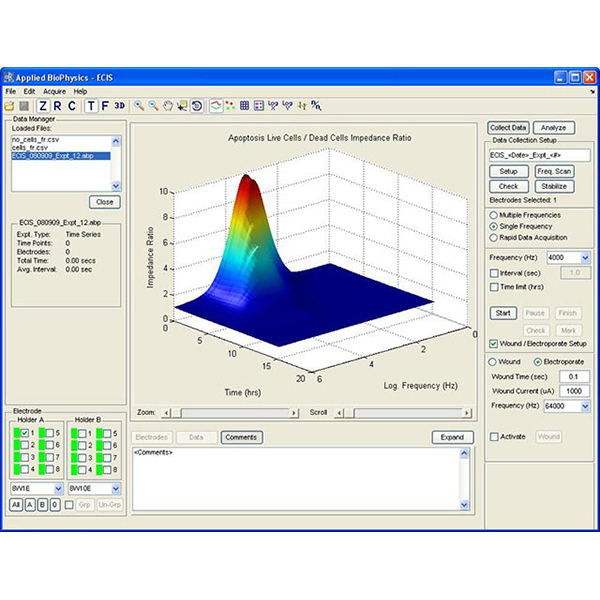 Applied BioPhysics - ECIS
File Edit Acquire Help
Z R C T F 3D
Data Manager
Loaded Files:
no_cells_fr.csv
cells_fr.csv
ECIS_080909_Expt_12.abp
Close
ECIS_080909_Expt_12.abp
Expt. Type: Time Series
Time Points: 0
Electrodes: 0
Total Time: 0.00 secs
Avg. Interval: 0.00 sec
Electrode
Holder A Holder B
1 5 1 5
2 6 2 6
3 7 3 7
4 8 4 8
8W1E 8W10E
All A B 0 Grp Un-Grp
Apoptosis Live Cells / Dead Cells Impedance Ratio
Impedance Ratio
10
8
6
4
2
0
0
5
10
15
20
Time (hrs)
6
4
2
0
Log. Frequency (Hz)
Zoom: Scroll
Electrodes Data Comments Expand
<Comments>
Collect Data Analyze
Data Collection Setup
ECIS_<Date>_Expt_<#>
Setup Freq. Scan
Check Stabilize
Electrodes Selected: 1
Multiple Frequencies
Single Frequency
Rapid Data Acquisition
Frequency (Hz) 4000
Interval (sec) 1.0
Time limit (hrs)
Start Pause Finish
Check Mark
Wound / Electroporate Setup
Wound Electroporate
Wound Time (sec) 0.1
Wound Current (uA) 1000
Frequency (Hz) 64000
Activate Wound